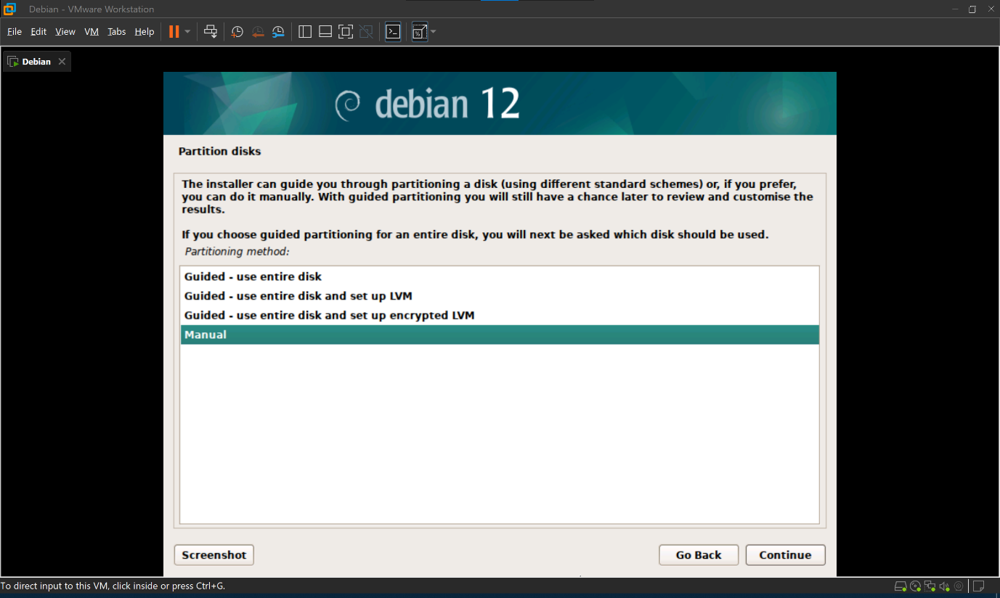 Debian - VMware Workstation
File Edit View VM Tabs Help
Debian
debian 12
Partition disks
The installer can guide you through partitioning a disk (using different standard schemes) or, if you prefer,
you can do it manually. With guided partitioning you will still have a chance later to review and customise the
results.
If you choose guided partitioning for an entire disk, you will next be asked which disk should be used.
Partitioning method:
Guided - use entire disk
Guided - use entire disk and set up LVM
Guided - use entire disk and set up encrypted LVM
Manual
Screenshot Go Back Continue
To direct input to this VM, click inside or press Ctrl+G.